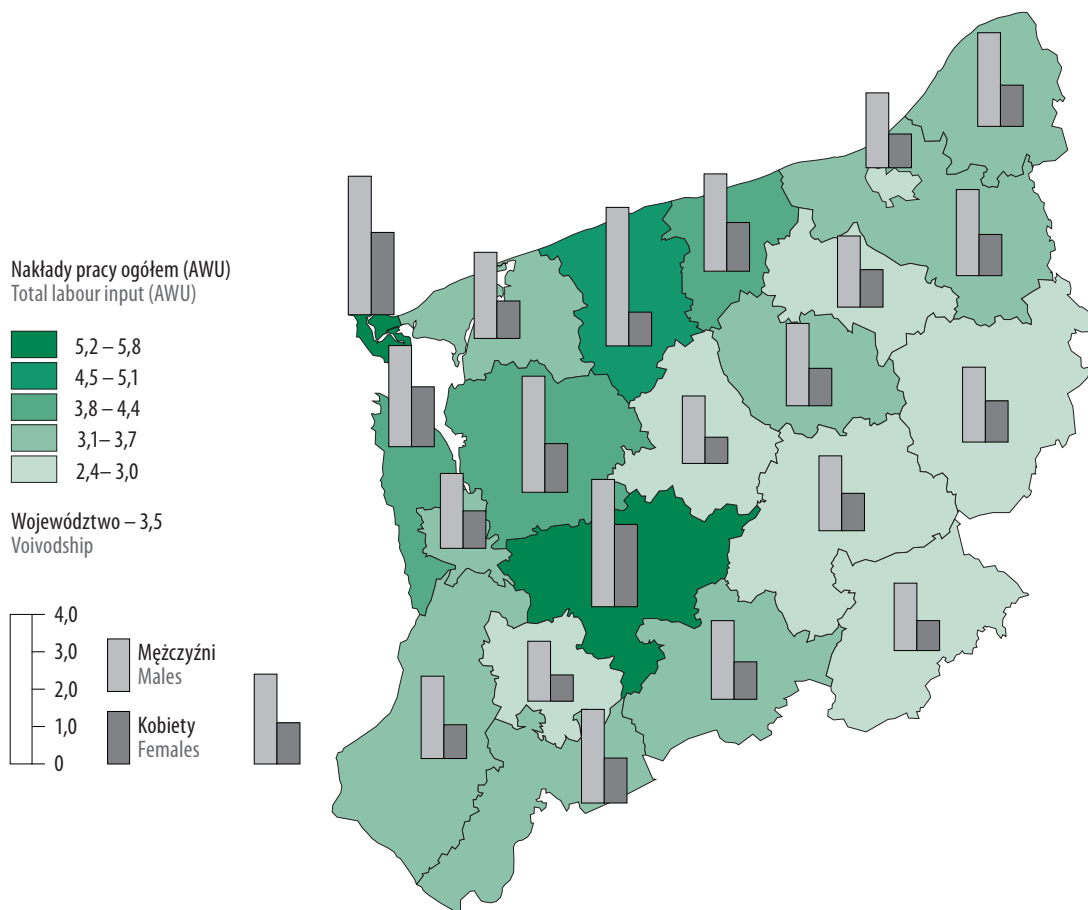 Nakłady pracy ogółem (AWU)
Total labour input (AWU)
5,2 – 5,8
4,5 – 5,1
3,8 – 4,4
3,1– 3,7
2,4– 3,0
Województwo – 3,5
Voivodship
4,0
3,0
2,0
1,0
0
Mężczyźni
Males
Kobiety
Females